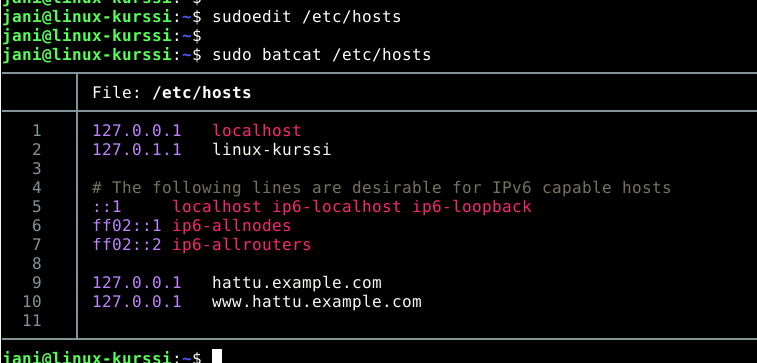 jani@linux-kurssi:~$ sudoedit /etc/hosts
jani@linux-kurssi:~$
jani@linux-kurssi:~$ sudo batcat /etc/hosts
File: /etc/hosts
1 127.0.0.1 localhost
2 127.0.1.1 linux-kurssi
3
4 # The following lines are desirable for IPv6 capable hosts
5 ::1 localhost ip6-localhost ip6-loopback
6 ff02::1 ip6-allnodes
7 ff02::2 ip6-allrouters
8
9 127.0.0.1 hattu.example.com
10 127.0.0.1 www.hattu.example.com
11
jani@linux-kurssi:~$